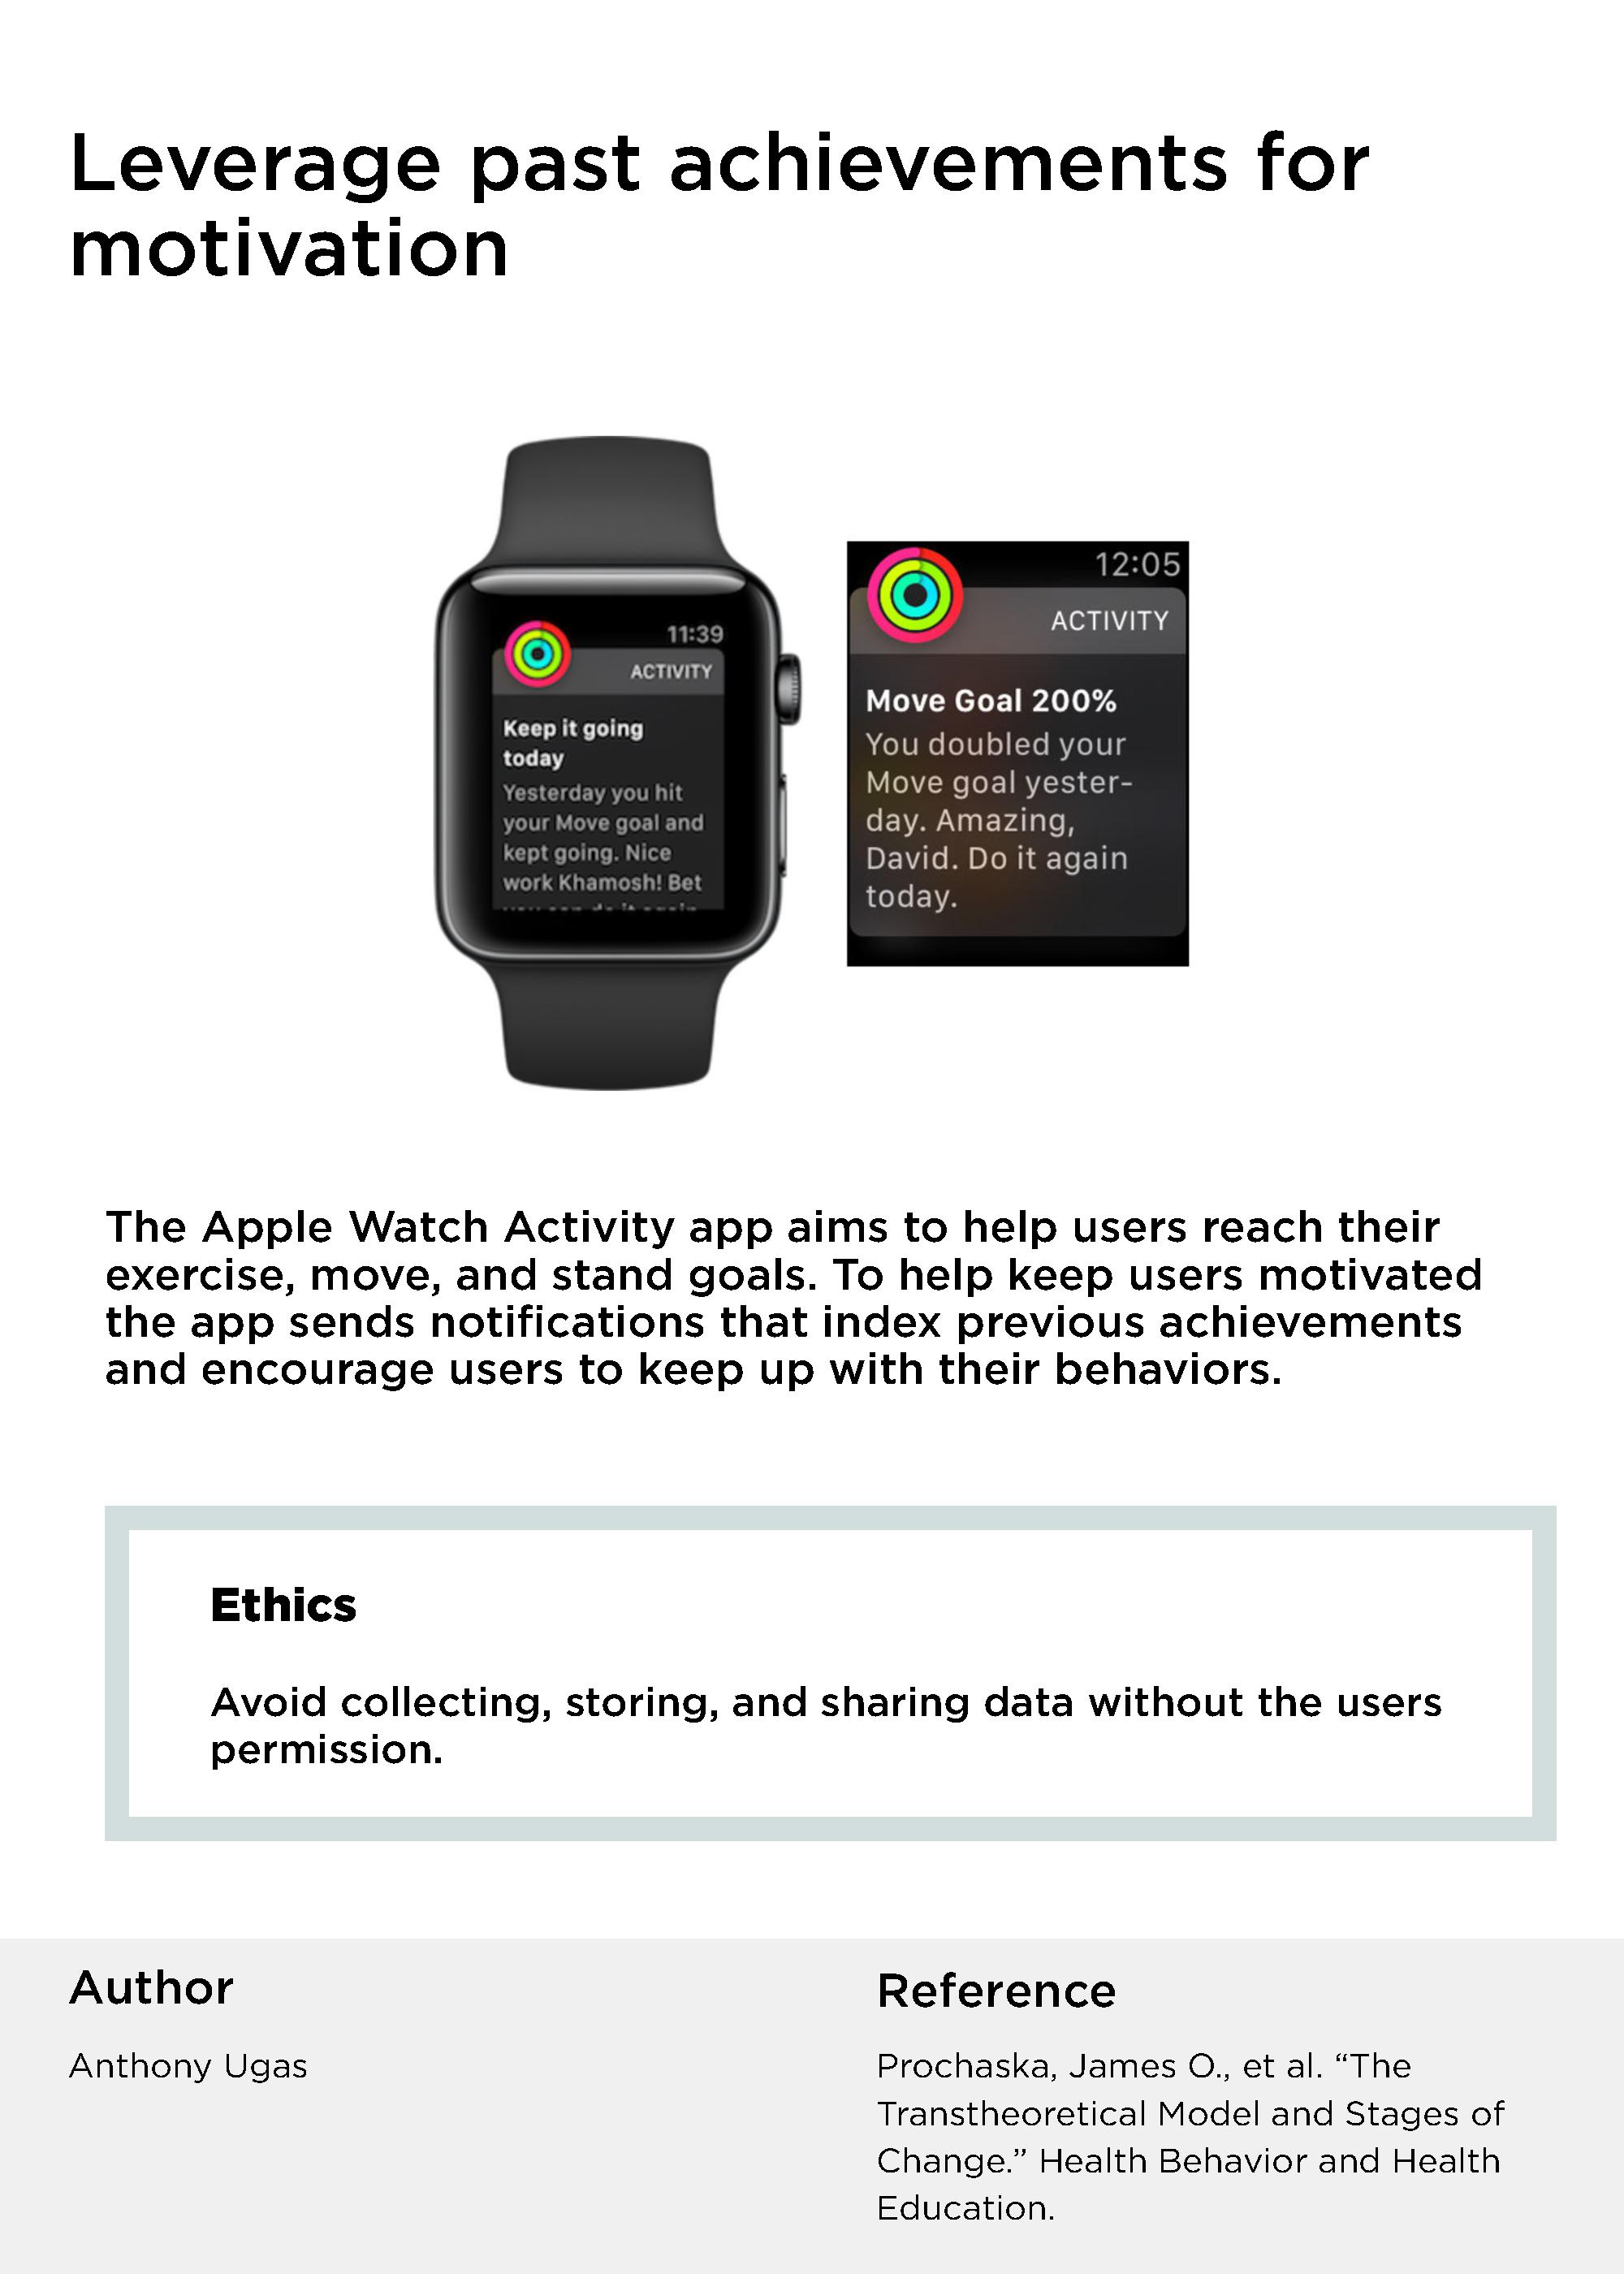 Leverage past achievements for
motivation
11:39
ACTIVITY
Keep it going
today
Yesterday you hit
your Move goal and
kept going. Nice
work Khamosh! Bet
12:05
ACTIVITY
Move Goal 200%
You doubled your
Move goal yester-
day. Amazing,
David. Do it again
today.
The Apple Watch Activity app aims to help users reach their
exercise, move, and stand goals. To help keep users motivated
the app sends notifications that index previous achievements
and encourage users to keep up with their behaviors.
Ethics
Avoid collecting, storing, and sharing data without the users
permission.
Author
Anthony Ugas
Reference
Prochaska, James O., et al. “The
Transtheoretical Model and Stages of
Change.” Health Behavior and Health
Education.